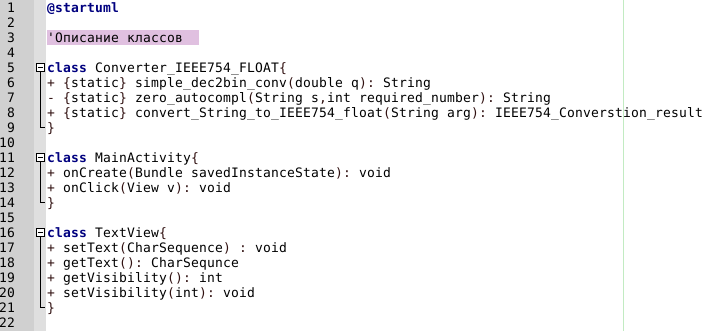 1 @startuml
2
3 'Описание классов
4
5 class Converter_IEEE754_FLOAT{
6 + {static} simple_dec2bin_conv(double q): String
7 - {static} zero_autocompl(String s,int required_number): String
8 + {static} convert_String_to_IEEE754_float(String arg): IEEE754_Converstion_result
9 }
10
11 class MainActivity{
12 + onCreate(Bundle savedInstanceState): void
13 + onClick(View v): void
14 }
15
16 class TextView{
17 + setText(CharSequence) : void
18 + getText(): CharSequnce
19 + getVisibility(): int
20 + setVisibility(int): void
21 }
22